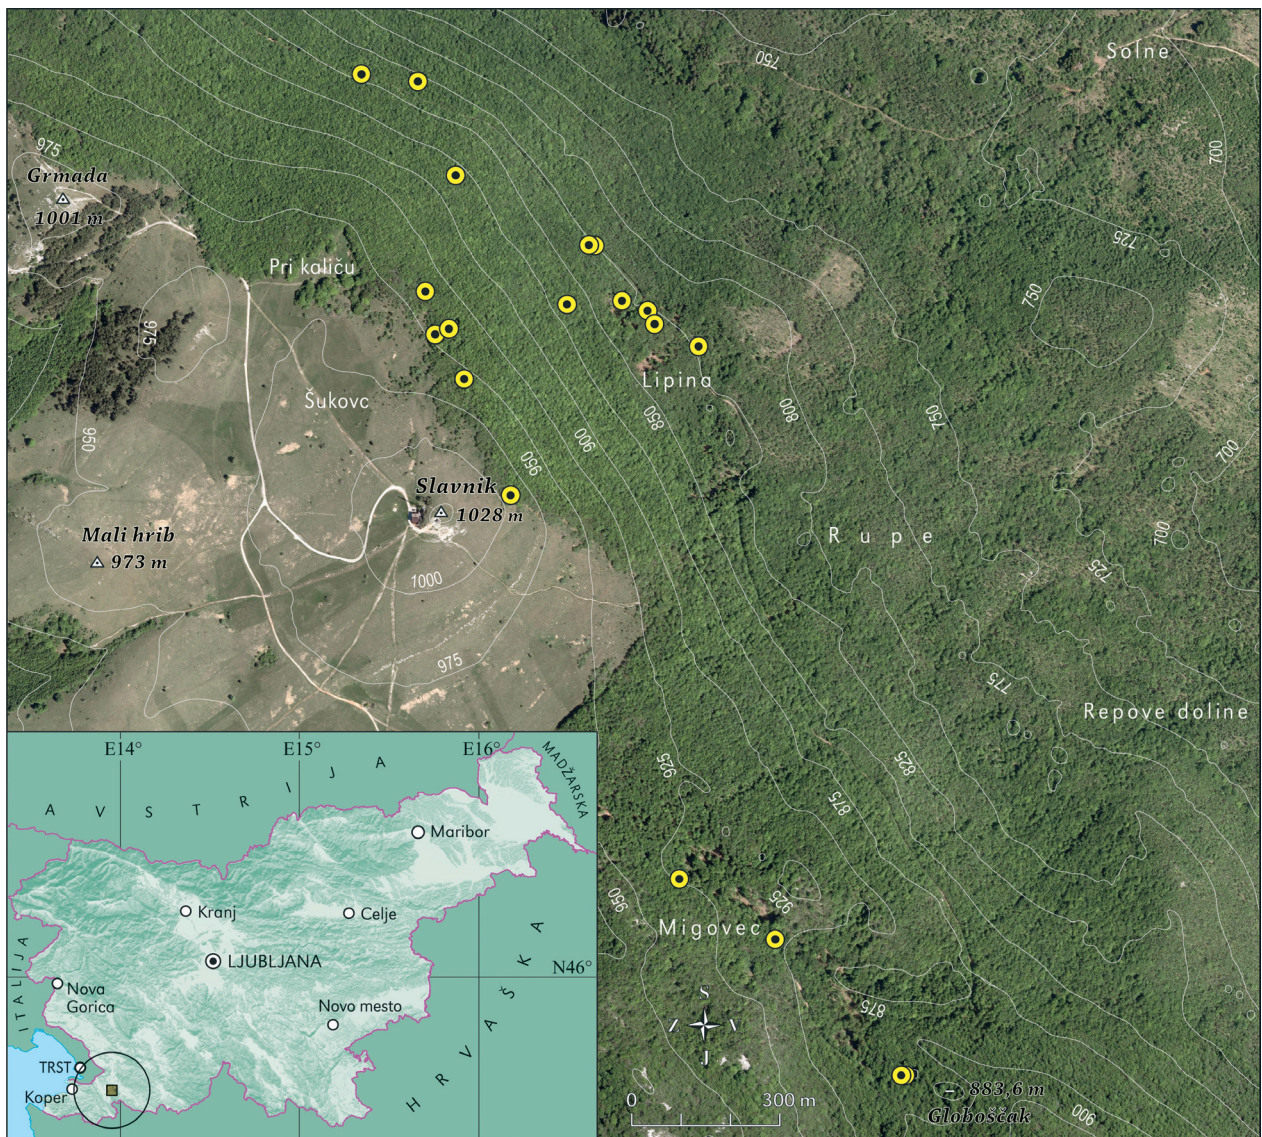 Solne
750
700
975
Grmada
1001 m
725
Pri kaliču
750
975
Lipina
Šukovc
800
850
750
950
900
700
950
Slavnik
1028 m
Mali hrib
973 m
Rupe
700
725
1000
975
775
Repove doline
925
825
875
925
950
Migovec
875
S
Z V
J
883,6 m
Globoščak
900
0 300 m
E14° E15° E16°
AVSTRIJA
MADŽARSKA
Maribor
Kranj
Celje
LJUBLJANA
N46°
ITALIJA
Nova
Gorica
Novo mesto
HRVAŠKA
TRST
Koper